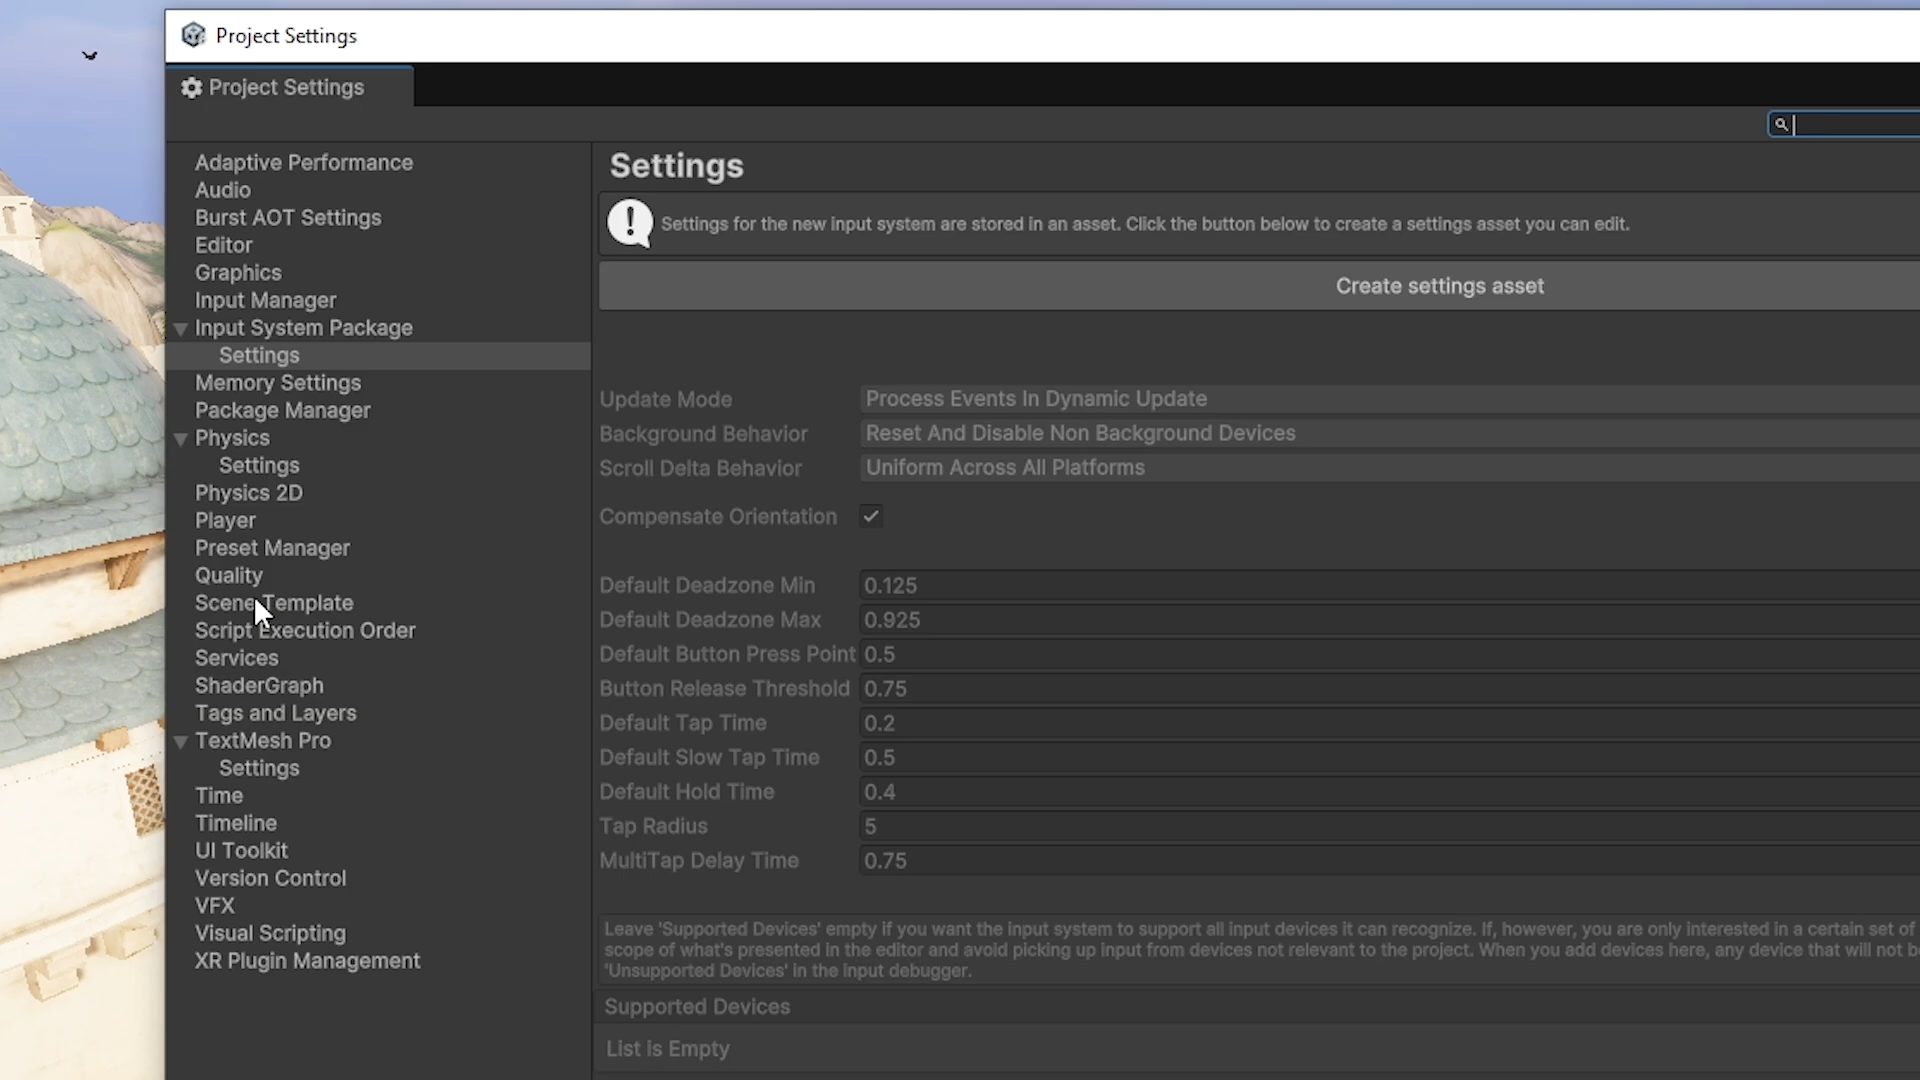 Project Settings
Project Settings
Adaptive Performance
Audio
Burst AOT Settings
Editor
Graphics
Input Manager
Input System Package
Settings
Memory Settings
Package Manager
Physics
Settings
Physics 2D
Player
Preset Manager
Quality
Scene Template
Script Execution Order
Services
ShaderGraph
Tags and Layers
TextMesh Pro
Settings
Time
Timeline
UI Toolkit
Version Control
VFX
Visual Scripting
XR Plugin Management
Settings
Settings for the new input system are stored in an asset. Click the button below to create a settings asset you can edit.
Create settings asset
Update Mode Process Events In Dynamic Update
Background Behavior Reset And Disable Non Background Devices
Scroll Delta Behavior Uniform Across All Platforms
Compensate Orientation
Default Deadzone Min 0.125
Default Deadzone Max 0.925
Default Button Press Point 0.5
Button Release Threshold 0.75
Default Tap Time 0.2
Default Slow Tap Time 0.5
Default Hold Time 0.4
Tap Radius 5
MultiTap Delay Time 0.75
Leave 'Supported Devices' empty if you want the input system to support all input devices it can recognize. If, however, you are only interested in a certain set of
scope of what's presented in the editor and avoid picking up input from devices not relevant to the project. When you add devices here, any device that will not be
'Unsupported Devices' in the input debugger.
Supported Devices
List is Empty